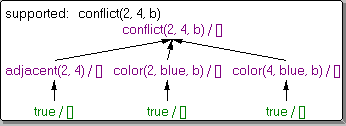 supported: conflict(2, 4, b)
conflict(2, 4, b) / []
adjacent(2, 4) / [] color(2, blue, b) / [] color(4, blue, b) / []
true / [] true / [] true / []